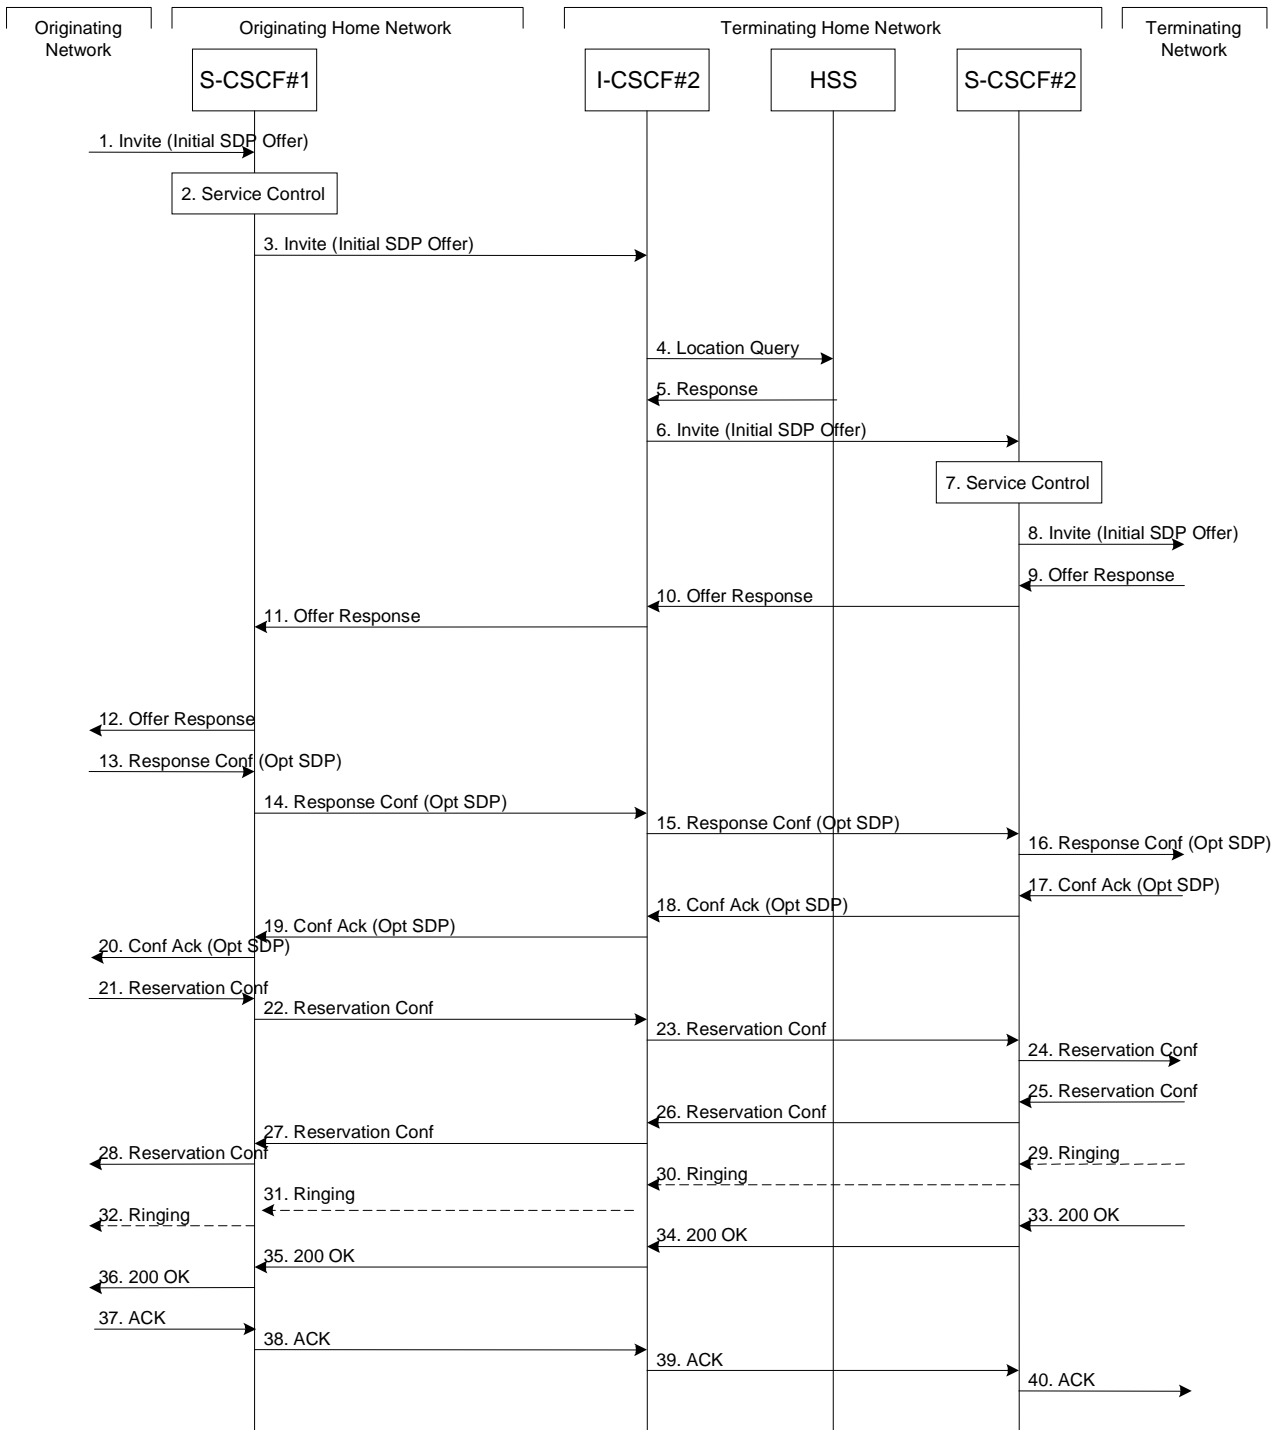 Originating
Network
Originating Home Network
Terminating Home Network
Terminating
Network
S-CSCF#1
I-CSCF#2
HSS
S-CSCF#2
1. Invite (Initial SDP Offer)
2. Service Control
3. Invite (Initial SDP Offer)
4. Location Query
5. Response
6. Invite (Initial SDP Offer)
7. Service Control
8. Invite (Initial SDP Offer)
9. Offer Response
10. Offer Response
11. Offer Response
12. Offer Response
13. Response Conf (Opt SDP)
14. Response Conf (Opt SDP)
15. Response Conf (Opt SDP)
16. Response Conf (Opt SDP)
17. Conf Ack (Opt SDP)
18. Conf Ack (Opt SDP)
19. Conf Ack (Opt SDP)
20. Conf Ack (Opt SDP)
21. Reservation Conf
22. Reservation Conf
23. Reservation Conf
24. Reservation Conf
25. Reservation Conf
26. Reservation Conf
27. Reservation Conf
28. Reservation Conf
29. Ringing
30. Ringing
31. Ringing
32. Ringing
33. 200 OK
34. 200 OK
35. 200 OK
36. 200 OK
37. ACK
38. ACK
39. ACK
40. ACK